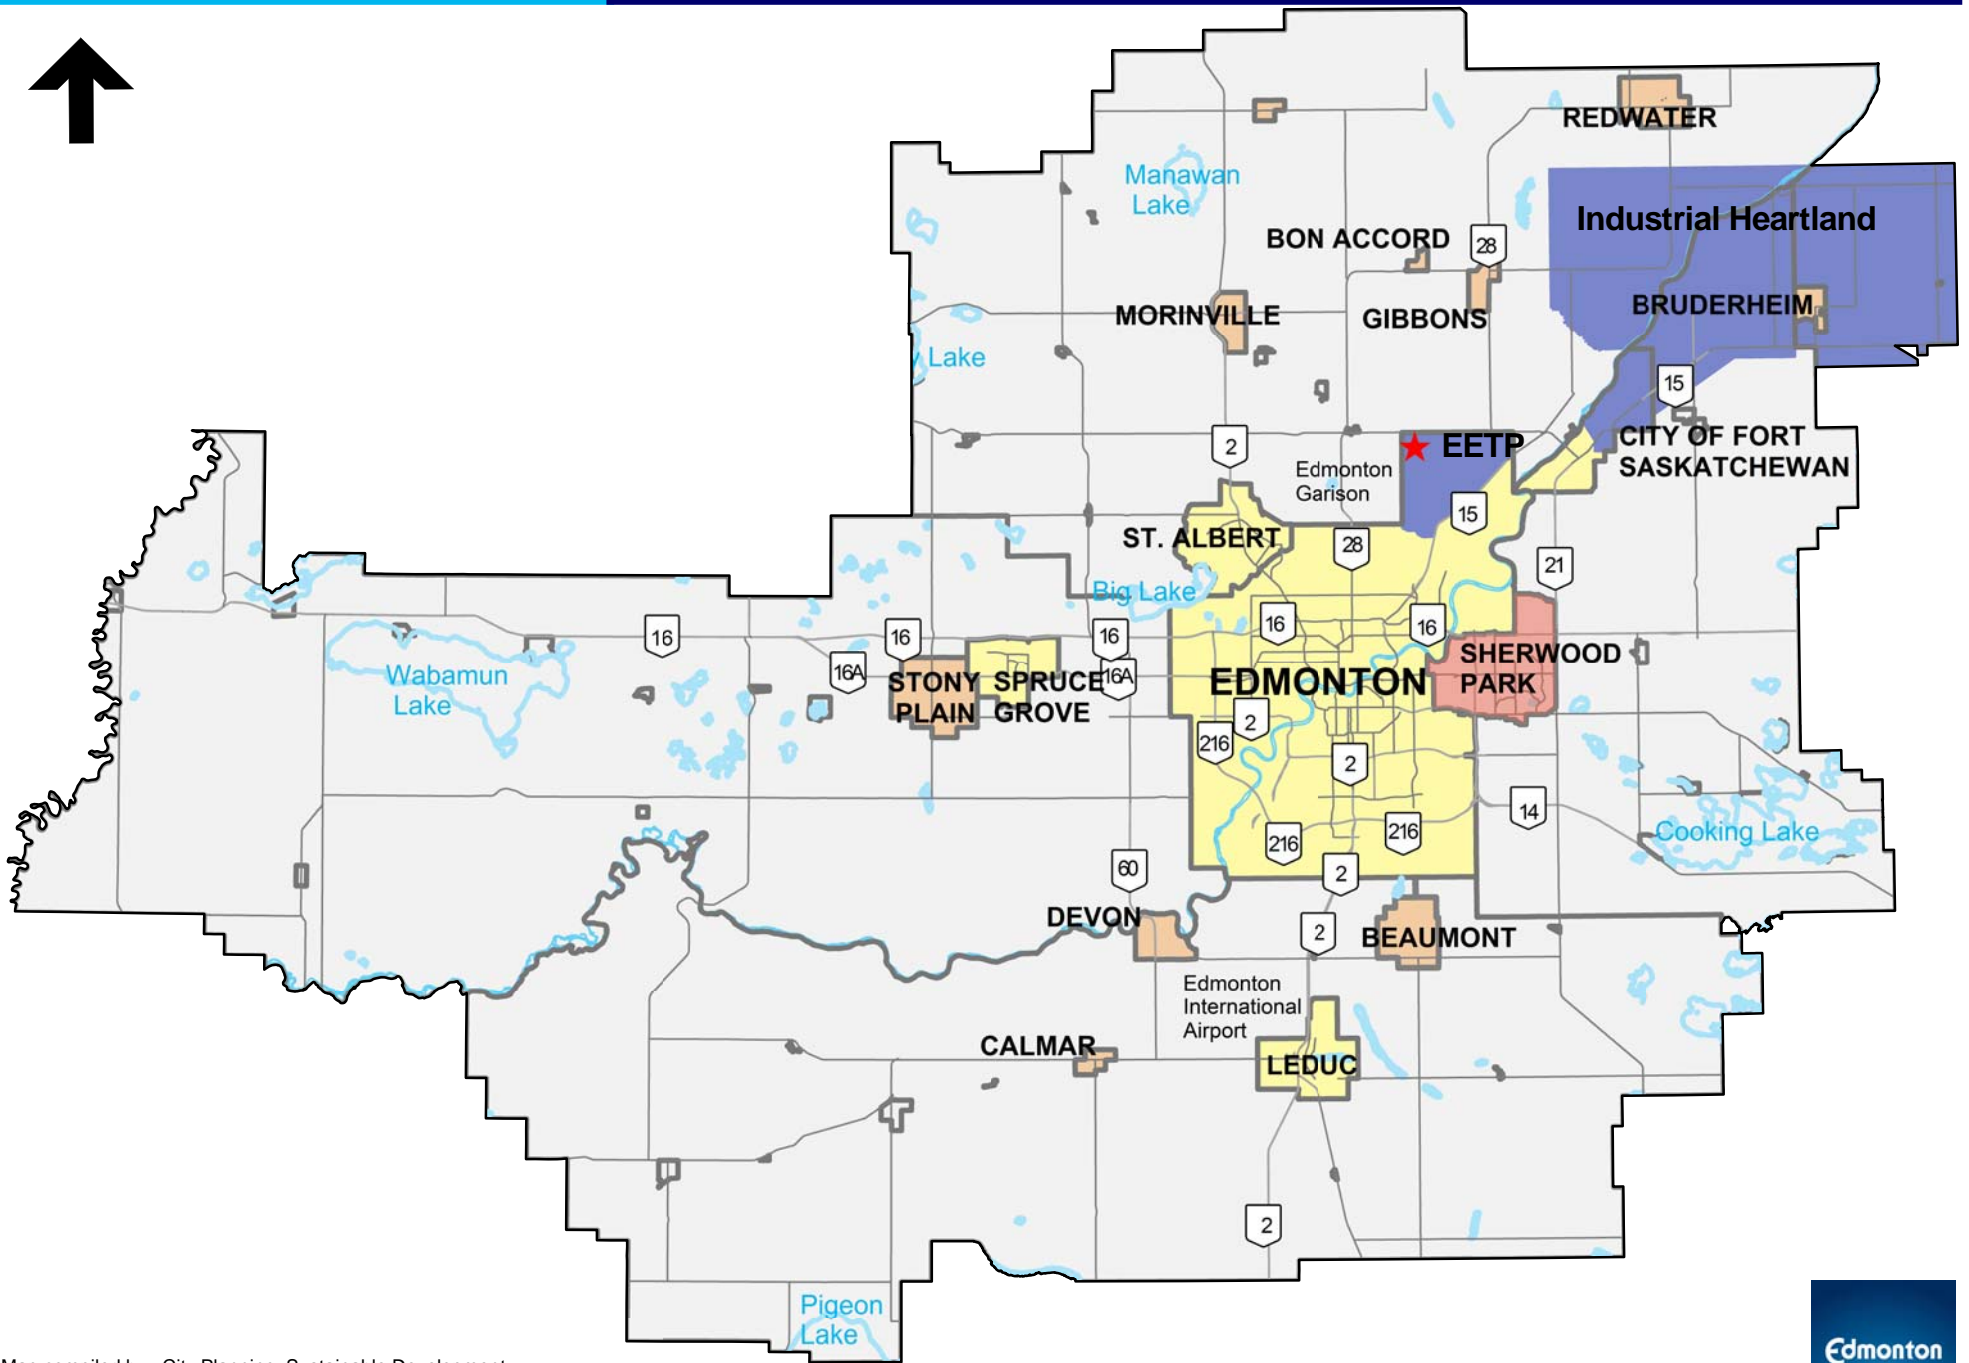 REDWATER
Manawan
Lake
Industrial Heartland
BON ACCORD
28
BRUDERHEIM
MORINVILLE
GIBBONS
Lake
15
2
EETP
CITY OF FORT
SASKATCHEWAN
Edmonton
Garison
15
ST. ALBERT
28
21
Big Lake
16
16
16
16
16
SHERWOOD
PARK
16A
16A
Wabamun
Lake
STONY
PLAIN
SPRUCE
GROVE
EDMONTON
2
216
2
14
216
216
Cooking Lake
60
2
DEVON
2
BEAUMONT
Edmonton
International
Airport
CALMAR
LEDUC
2
Pigeon
Lake
Edmonton